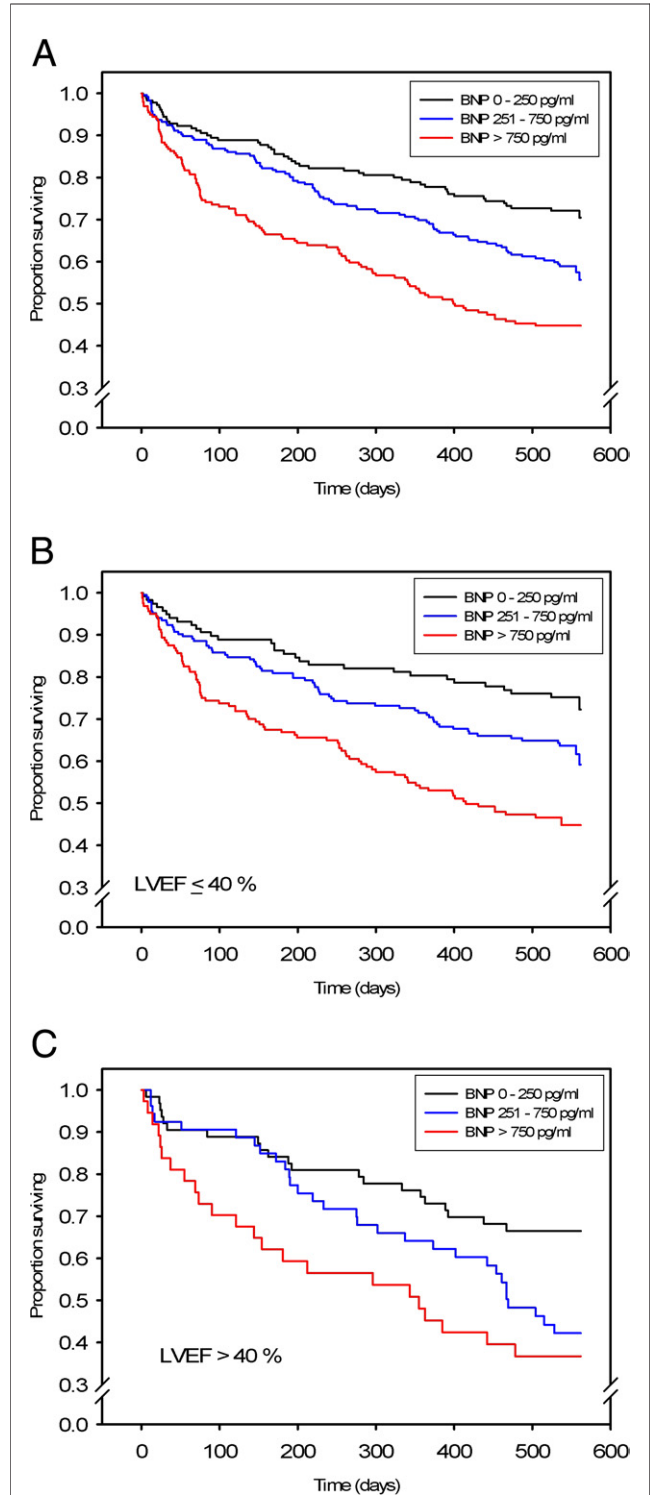 A
BNP 0 - 250 pg/ml
BNP 251 - 750 pg/ml
BNP > 750 pg/ml
1.0
0.9
0.8
0.7
0.6
0.5
0.4
0.3
0.0
Proportion surviving
0 100 200 300 400 500 600
Time (days)
B
BNP 0 - 250 pg/ml
BNP 251 - 750 pg/ml
BNP > 750 pg/ml
1.0
0.9
0.8
0.7
0.6
0.5
0.4
0.3
0.0
Proportion surviving
LVEF ≤ 40 %
0 100 200 300 400 500 600
Time (days)
C
BNP 0 - 250 pg/ml
BNP 251 - 750 pg/ml
BNP > 750 pg/ml
1.0
0.9
0.8
0.7
0.6
0.5
0.4
0.3
0.0
Proportion surviving
LVEF > 40 %
0 100 200 300 400 500 600
Time (days)